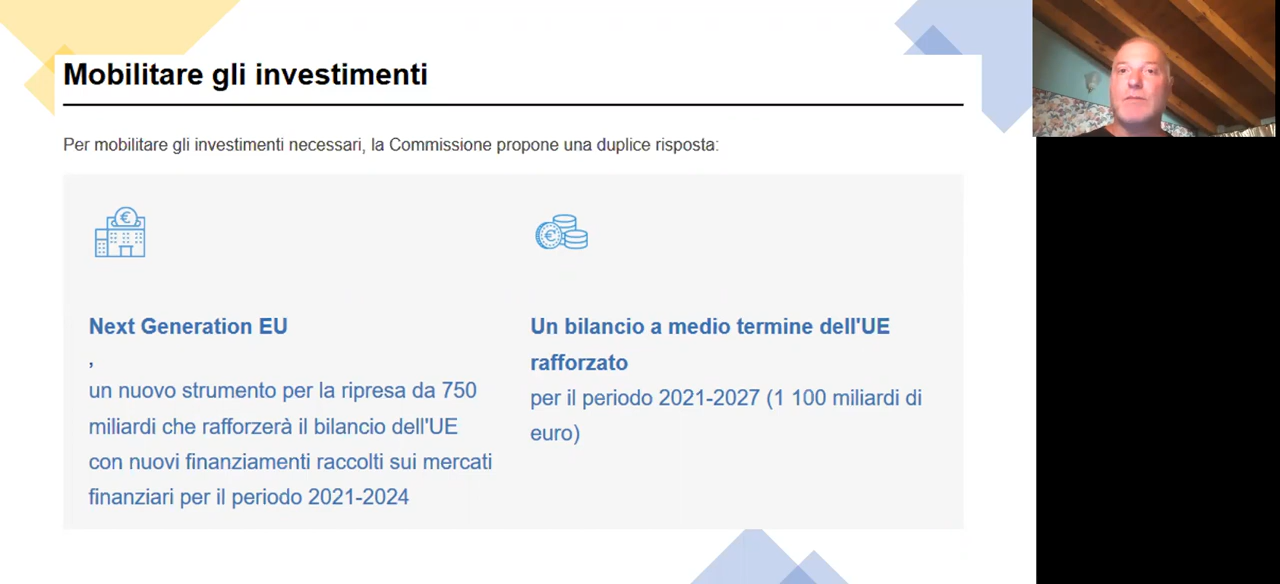 Mobilitare gli investimenti
Per mobilitare gli investimenti necessari, la Commissione propone una duplice risposta:
Next Generation EU
,
un nuovo strumento per la ripresa da 750
miliardi che rafforzerà il bilancio dell'UE
con nuovi finanziamenti raccolti sui mercati
finanziari per il periodo 2021-2024
Un bilancio a medio termine dell'UE
rafforzato
per il periodo 2021-2027 (1 100 miliardi di
euro)